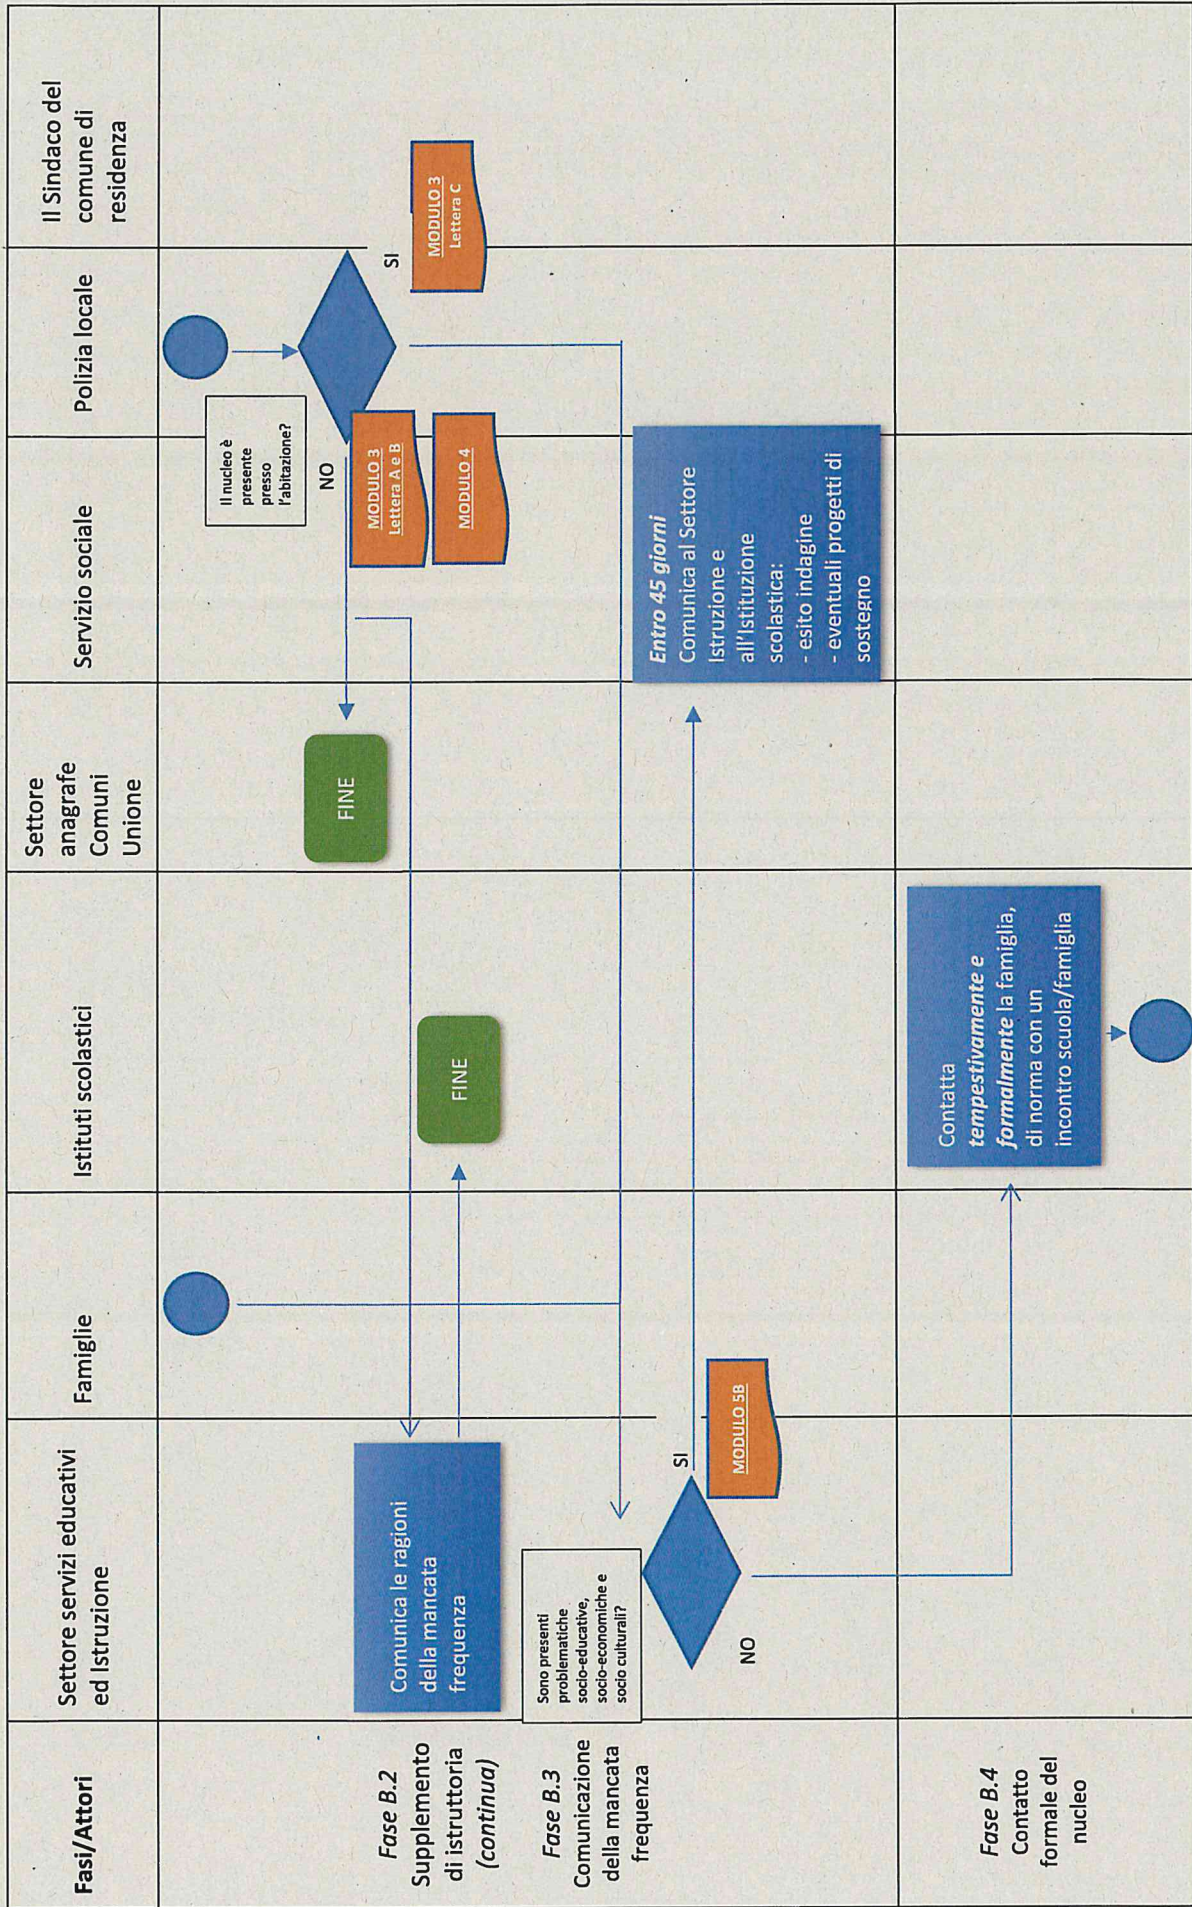 Fasi/Attori
Settore servizi educativi
ed Istruzione
Famiglie
Istituti scolastici
Settore
anagrafe
Comuni
Unione
Servizio sociale
Polizia locale
Il Sindaco del
comune di
residenza
Fase B.2
Supplemento
di istruttoria
(continua)
Comunica le ragioni
della mancata
frequenza
FINE
FINE
Il nucleo è
presente
presso
l'abitazione?
NO
MODULO 3
Lettera A e B
MODULO 4
SI
MODULO 3
Lettera C
Fase B.3
Comunicazione
della mancata
frequenza
Sono presenti
problematiche
socio-educative,
socio-economiche e
socio culturali?
NO
SI
MODULO 5B
Entro 45 giorni
Comunica al Settore
Istruzione e
all'Istituzione
scolastica:
- esito indagine
- eventuali progetti di
sostegno
Fase B.4
Contatto
formale del
nucleo
Contatta
tempestivamente e
formalmente la famiglia,
di norma con un
incontro scuola/famiglia